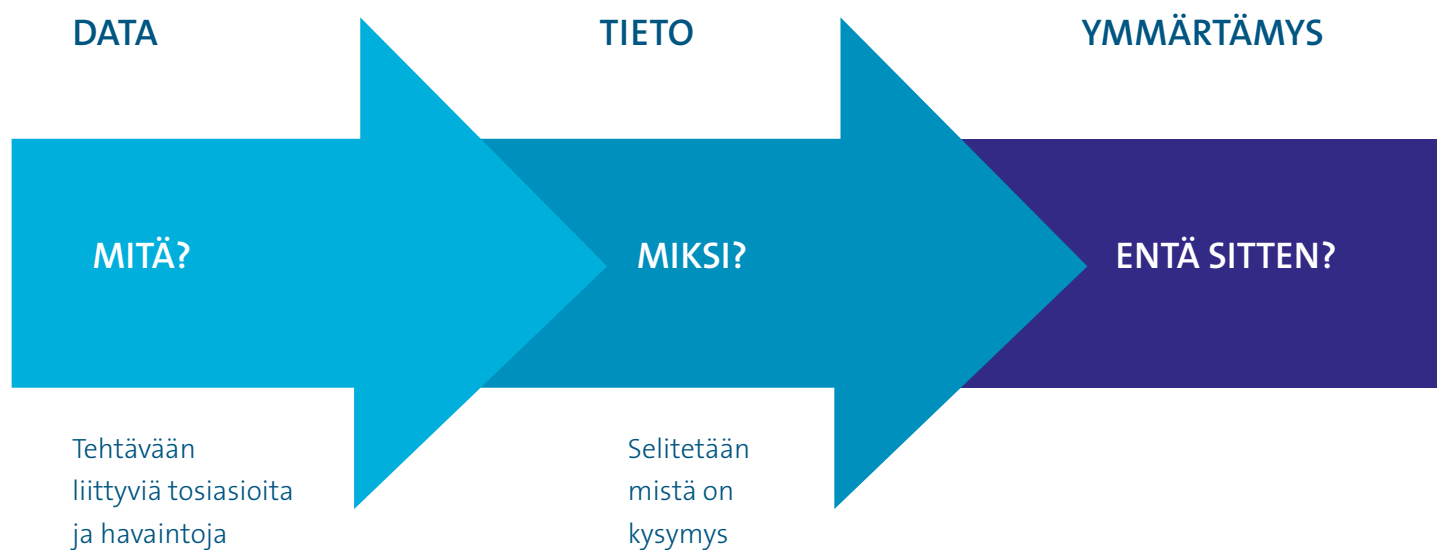 DATA
TIETO
YMMÄRTÄMYS
MITÄ?
MIKSI?
ENTÄ SITTEN?
Tehtävään
liittyviä tosiasioita
ja havaintoja
Selitetään
mistä on
kysymys